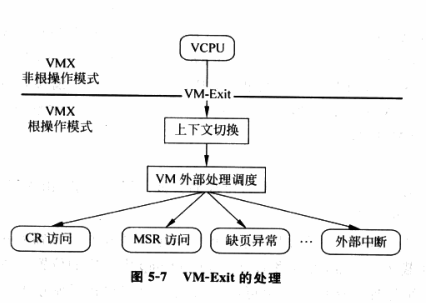 VCPU
VMX
非根操作模式
VM-Exit
VMX
根操作模式
上下文切换
VM 外部处理调度
CR 访问
MSR 访问
缺页异常
…
外部中断
图 5-7 VM-Exit 的处理